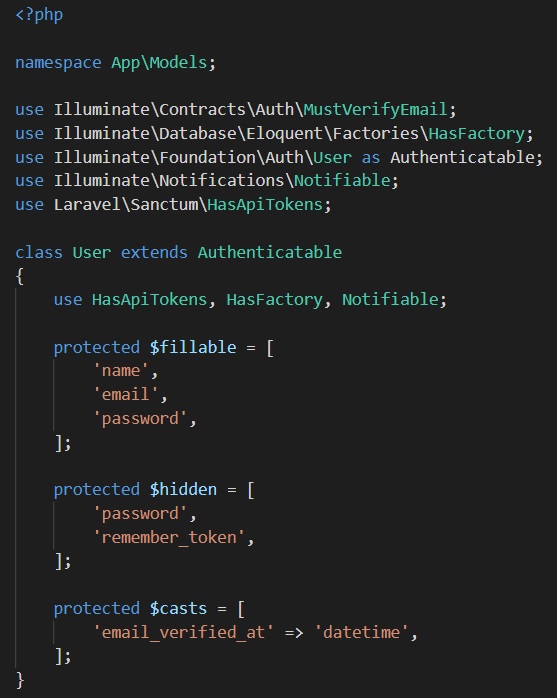 <?php
namespace App\Models;
use Illuminate\Contracts\Auth\MustVerifyEmail;
use Illuminate\Database\Eloquent\Factories\HasFactory;
use Illuminate\Foundation\Auth\User as Authenticatable;
use Illuminate\Notifications\Notifiable;
use Laravel\Sanctum\HasApiTokens;
class User extends Authenticatable
{
    use HasApiTokens, HasFactory, Notifiable;
    protected $fillable = [
        'name',
        'email',
        'password',
    ];
    protected $hidden = [
        'password',
        'remember_token',
    ];
    protected $casts = [
        'email_verified_at' => 'datetime',
    ];
}